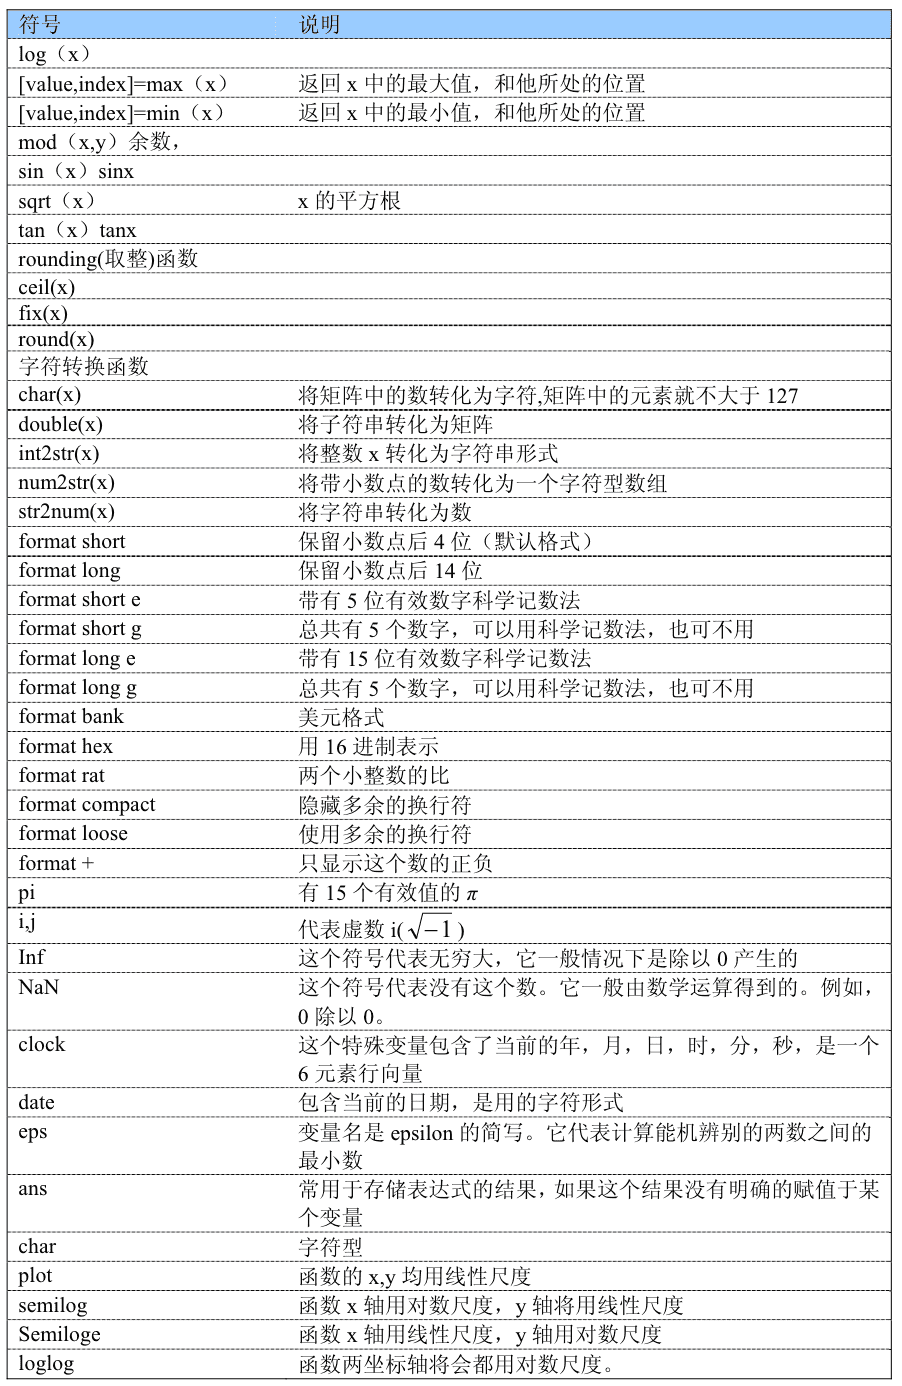 符号 说明
log（x）
[value,index]=max（x） 返回 x 中的最大值，和他所处的位置
[value,index]=min（x） 返回 x 中的最小值，和他所处的位置
mod（x,y）余数，
sin（x）sinx
sqrt（x） x 的平方根
tan（x）tanx
rounding(取整)函数
ceil(x)
fix(x)
round(x)
字符转换函数
char(x) 将矩阵中的数转化为字符,矩阵中的元素就不大于 127
double(x) 将子符串转化为矩阵
int2str(x) 将整数 x 转化为字符串形式
num2str(x) 将带小数点的数转化为一个字符型数组
str2num(x) 将字符串转化为数
format short 保留小数点后 4 位（默认格式）
format long 保留小数点后 14 位
format short e 带有 5 位有效数字科学记数法
format short g 总共有 5 个数字，可以用科学记数法，也可不用
format long e 带有 15 位有效数字科学记数法
format long g 总共有 5 个数字，可以用科学记数法，也可不用
format bank 美元格式
format hex 用 16 进制表示
format rat 两个小整数的比
format compact 隐藏多余的换行符
format loose 使用多余的换行符
format + 只显示这个数的正负
pi 有 15 个有效值的 π
i,j 代表虚数 i(√−1 )
Inf 这个符号代表无穷大，它一般情况下是除以 0 产生的
NaN 这个符号代表没有这个数。它一般由数学运算得到的。例如，
0 除以 0。
clock 这个特殊变量包含了当前的年，月，日，时，分，秒，是一个
6 元素行向量
date 包含当前的日期，是用的字符形式
eps 变量名是 epsilon 的简写。它代表计算能机辨别的两数之间的
最小数
ans 常用于存储表达式的结果，如果这个结果没有明确的赋值于某
个变量
char 字符型
plot 函数的 x,y 均用线性尺度
semilog 函数 x 轴用对数尺度，y 轴将用线性尺度
Semiloge 函数 x 轴用线性尺度，y 轴用对数尺度
loglog 函数两坐标轴将会都用对数尺度。